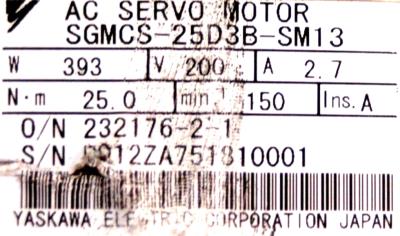 AC SERVO MOTOR
SGMCS-25D3B-SM13
W 393 V 200 A 2.7
N·m 25.0 min⁻¹ 150 Ins. A
O/N 232176-2-1
S/N
YASKAWA ELECTRIC CORPORATION JAPAN